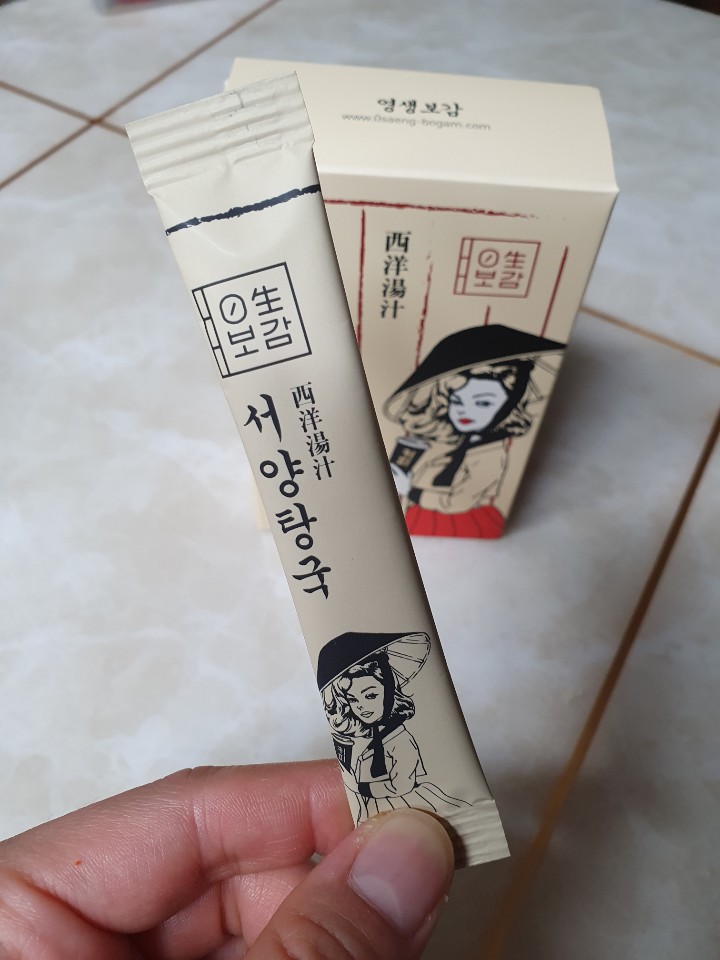 영생보감
www.0saeng-bogam.com
西洋湯汁
0生
보감
0生
보감
西洋湯汁
서양탕국